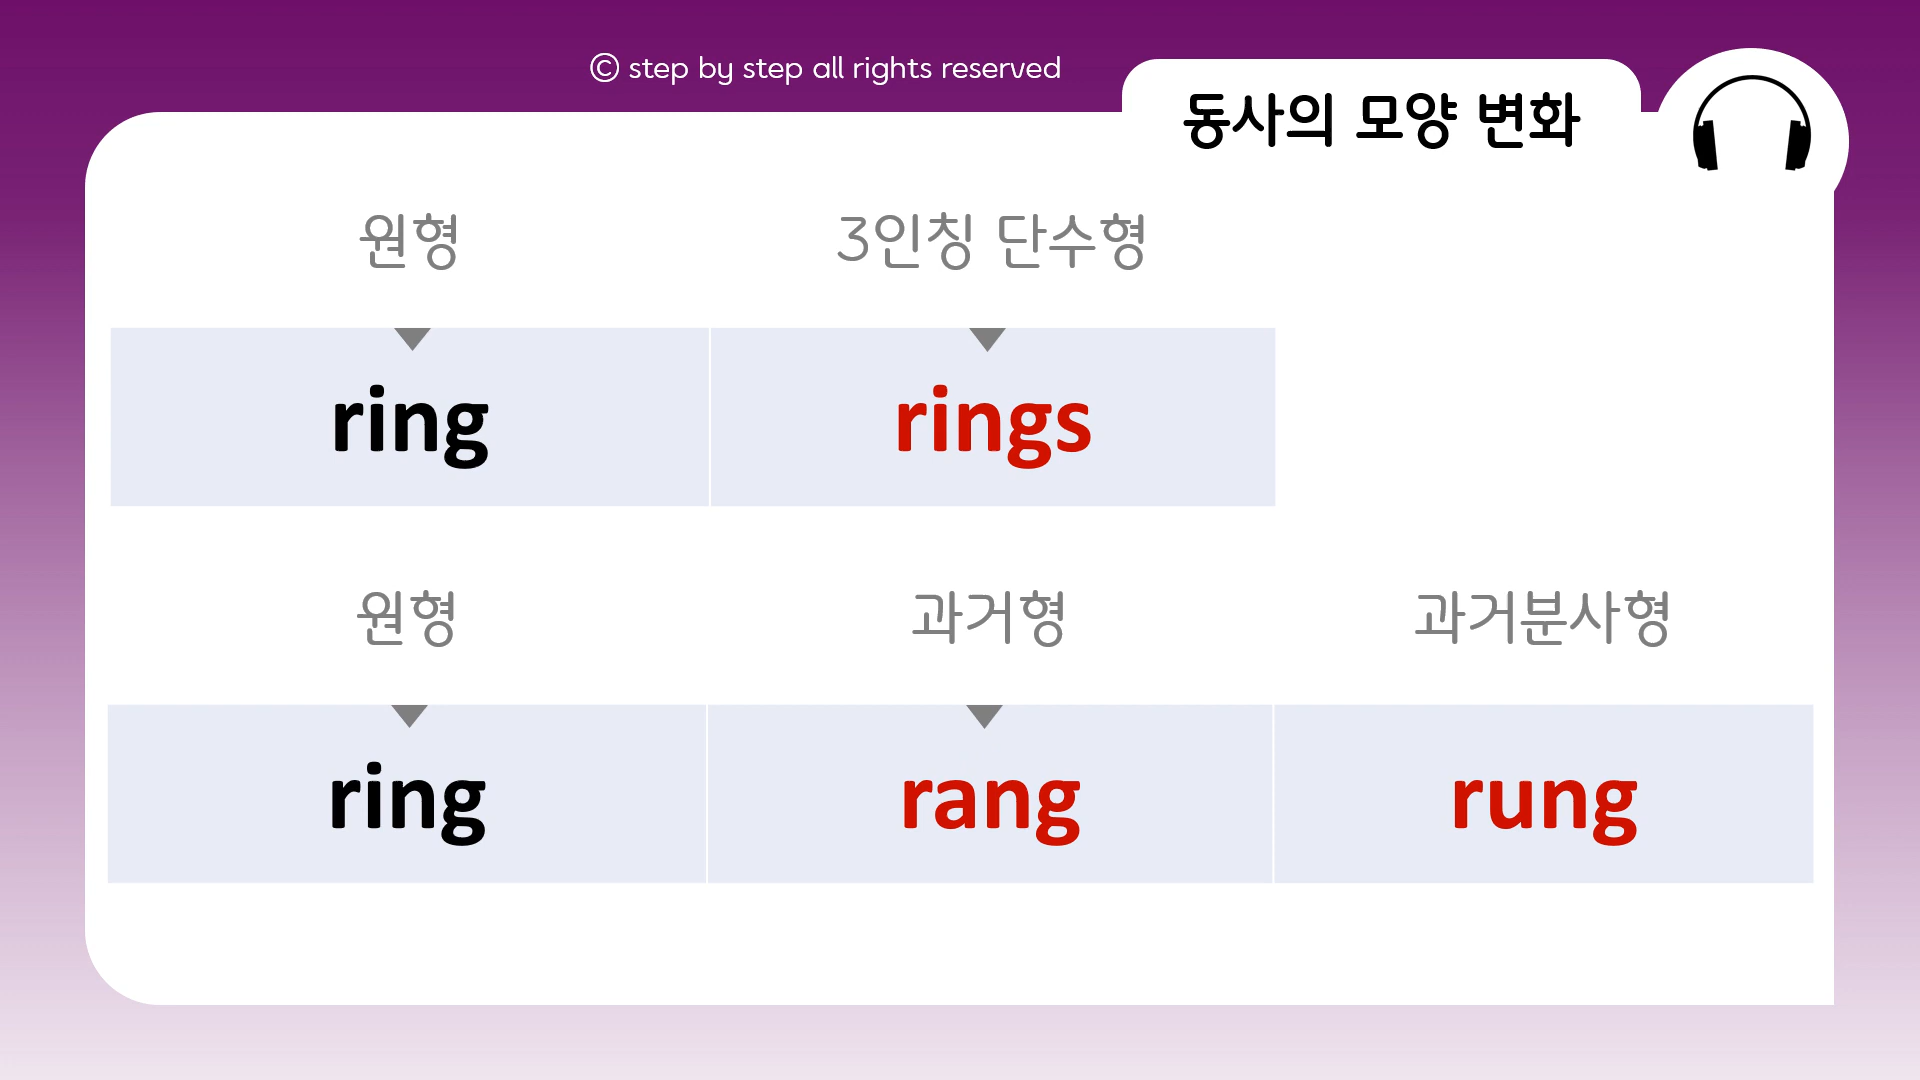 © step by step all rights reserved
동사의 모양 변화
원형 3인칭 단수형
ring rings
원형 과거형 과거분사형
ring rang rung